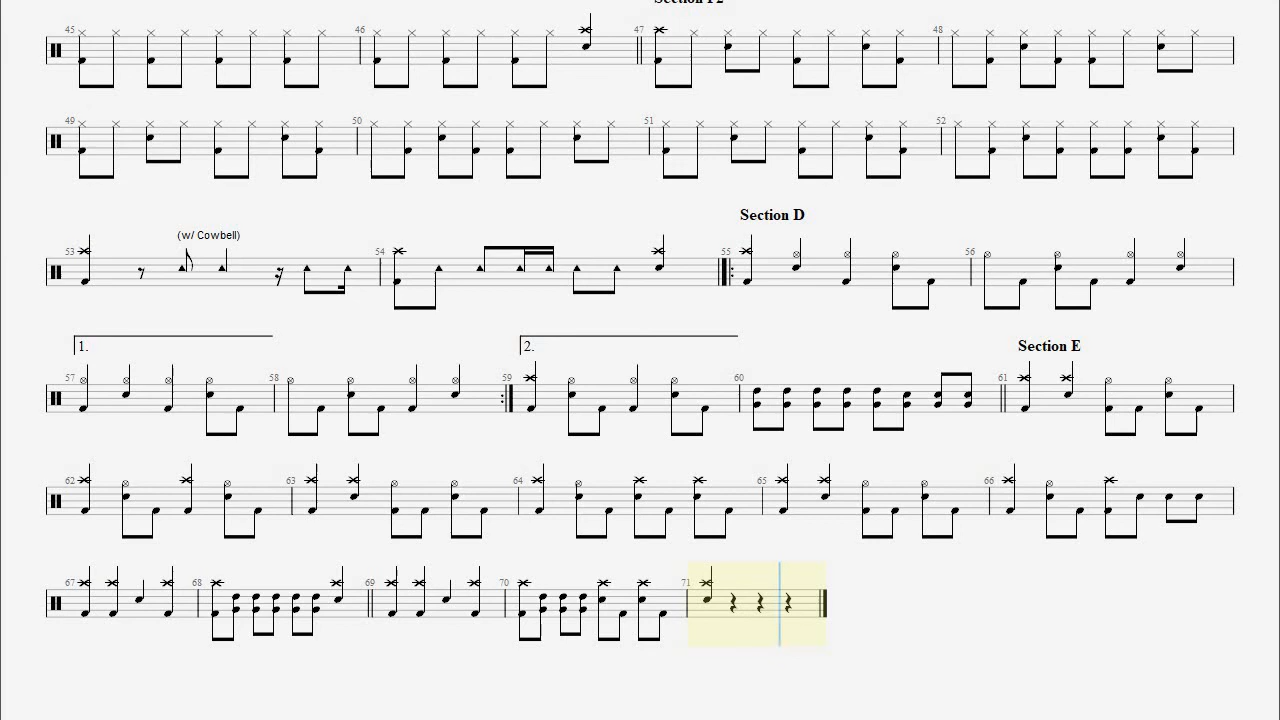 45 46 47 48
49 50 51 52
Section D
(w/ Cowbell)
53 54 55 56
1. 2. Section E
57 58 59 60 61
62 63 64 65 66
67 68 69 70 71